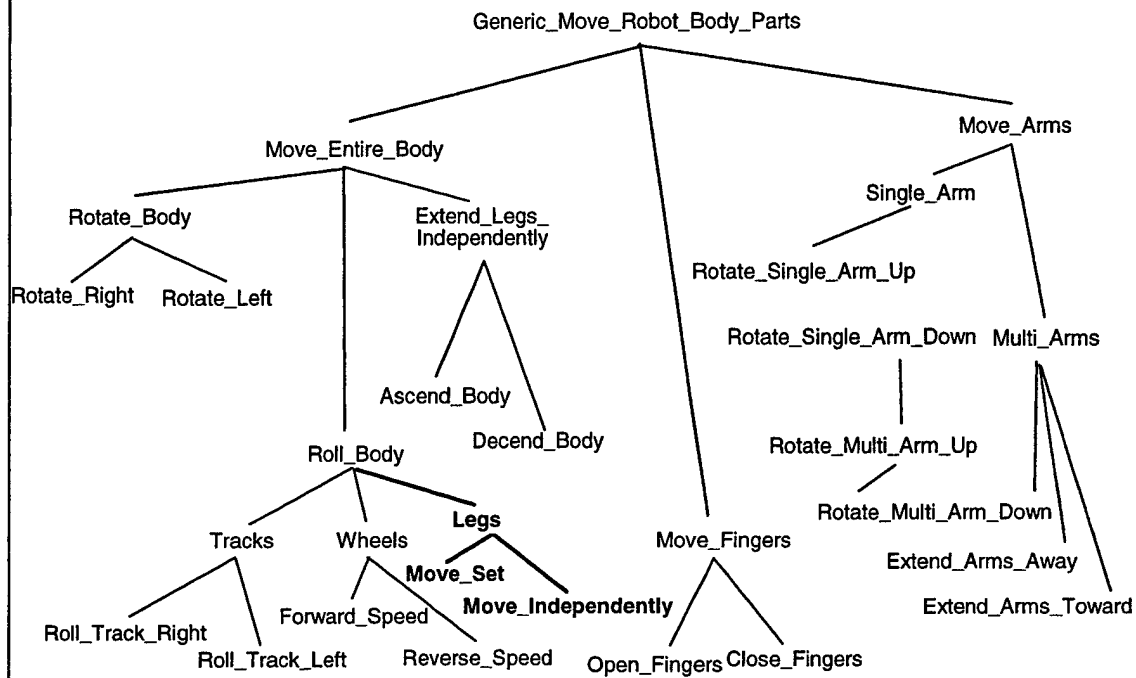 Generic_Move_Robot_Body_Parts
Move_Arms
Move_Entire_Body
Single_Arm
Rotate_Body
Extend_Legs_
Independently
Rotate_Single_Arm_Up
Rotate_Right
Rotate_Left
Rotate_Single_Arm_Down
Multi_Arms
Ascend_Body
Decend_Body
Rotate_Multi_Arm_Up
Roll_Body
Rotate_Multi_Arm_Down
Legs
Tracks
Wheels
Move_Fingers
Extend_Arms_Away
Move_Set
Move_Independently
Extend_Arms_Toward
Forward_Speed
Roll_Track_Right
Roll_Track_Left
Reverse_Speed
Open_Fingers
Close_Fingers